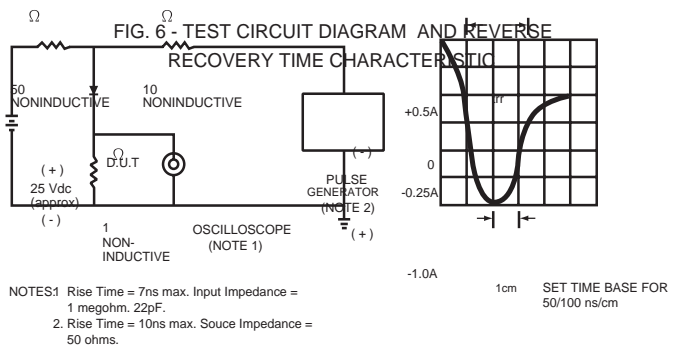 Ω
Ω
FIG. 6 - TEST CIRCUIT DIAGRAM AND REVERSE
RECOVERY TIME CHARACTERISTIC
50
NONINDUCTIVE
10
NONINDUCTIVE
trr
+0.5A
0
-0.25A
-1.0A
Ω
D.U.T
( + )
25 Vdc
(approx)
( - )
( - )
PULSE
GENERATOR
(NOTE 2)
( + )
1
NON-
INDUCTIVE
OSCILLOSCOPE
(NOTE 1)
1cm
SET TIME BASE FOR
50/100 ns/cm
NOTES:1 Rise Time = 7ns max. Input Impedance =
1 megohm. 22pF.
2. Rise Time = 10ns max. Souce Impedance =
50 ohms.